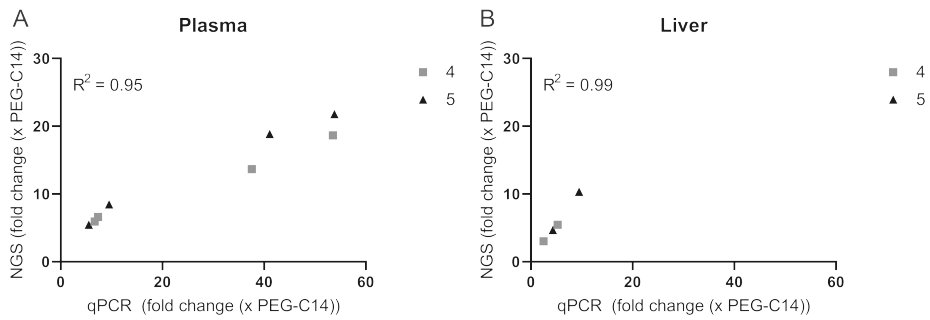 A
Plasma
NGS (fold change (x PEG-C14))
30
20
10
0
R² = 0.95
4
5
0 20 40 60
qPCR (fold change (x PEG-C14))
B
Liver
NGS (fold change (x PEG-C14))
30
20
10
0
R² = 0.99
4
5
0 20 40 60
qPCR (fold change (x PEG-C14))